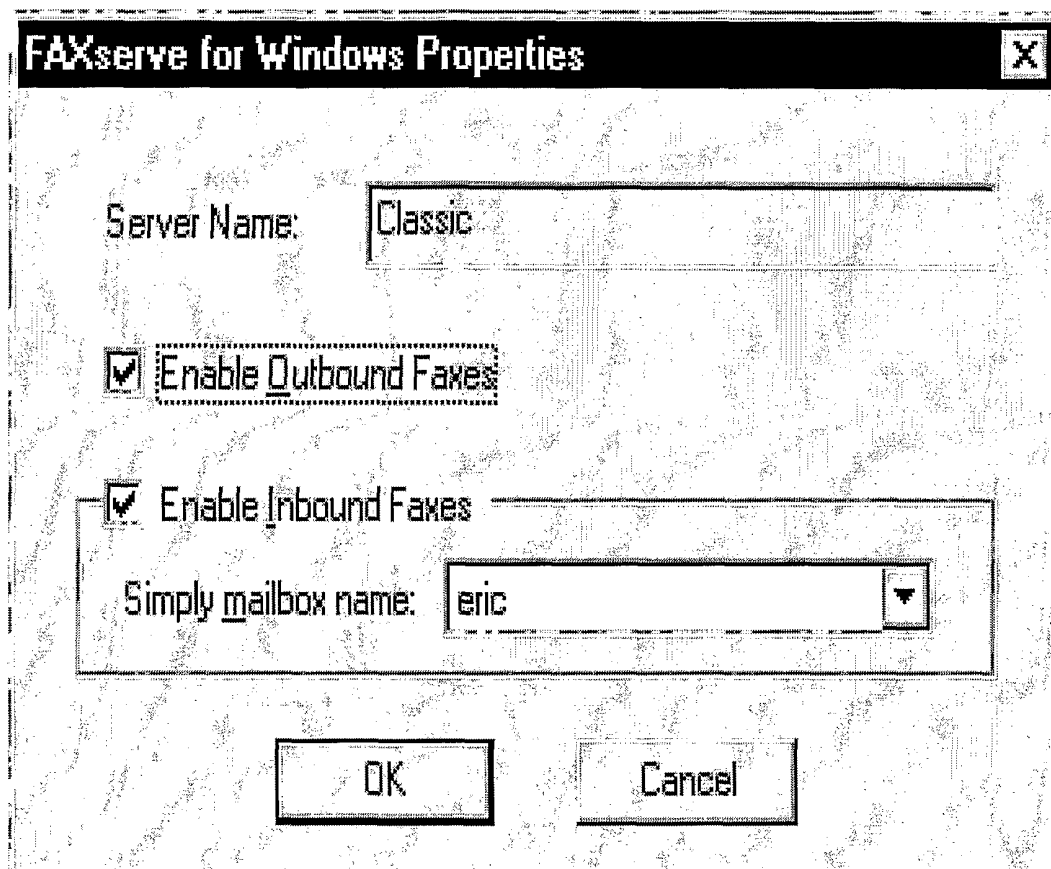 FAXserve for Windows Properties
Server Name: Classic
Enable Outbound Faxes
Enable Inbound Faxes
Simply mailbox name: eric
OK Cancel